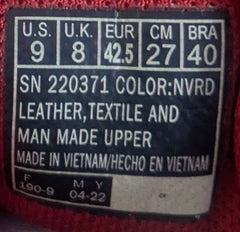 U.S. U.K. EUR CM BRA
9 8 42.5 27 40
SN 220371 COLOR:NVRD
LEATHER,TEXTILE AND
MAN MADE UPPER
MADE IN VIETNAM/HECHO EN VIETNAM
F M Y
190-9 04-22